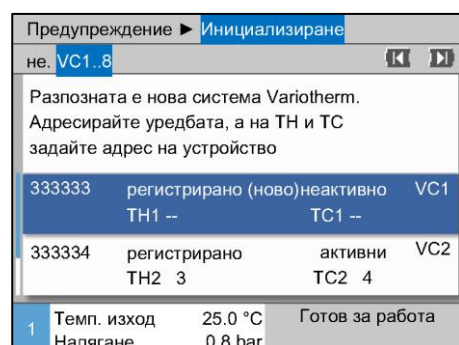 Предупреждение ► Инициализиране
не. VC1..8
Разпозната е нова система Variotherm.
Адресирайте уредбата, а на TH и TC
задайте адрес на устройство
333333 регистрирано (ново)неактивно VC1
TH1 -- TC1 --
333334 регистрирано активни VC2
TH2 3 TC2 4
1 Темп. изход 25.0 °C Готов за работа
Налягане 0.8 bar